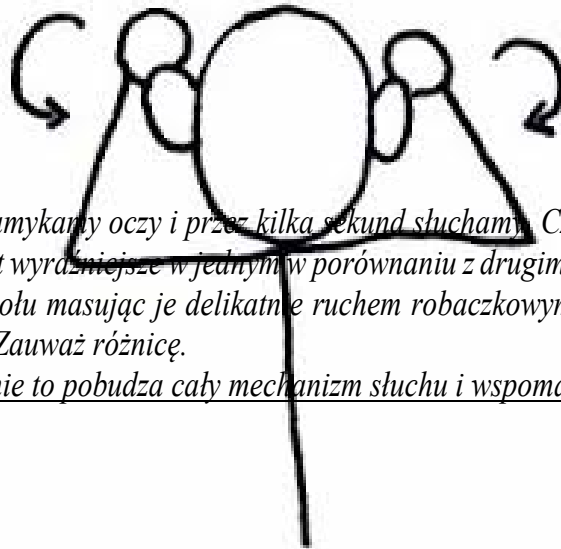 amykamy oczy i przez kilka sekund słuchamy. C
t wyraźniejsze w jednym w porównaniu z drugim
ołu masując je delikatnie ruchem robaczkowym
Zauważ różnicę.
nie to pobudza cały mechanizm słuchu i wspoma